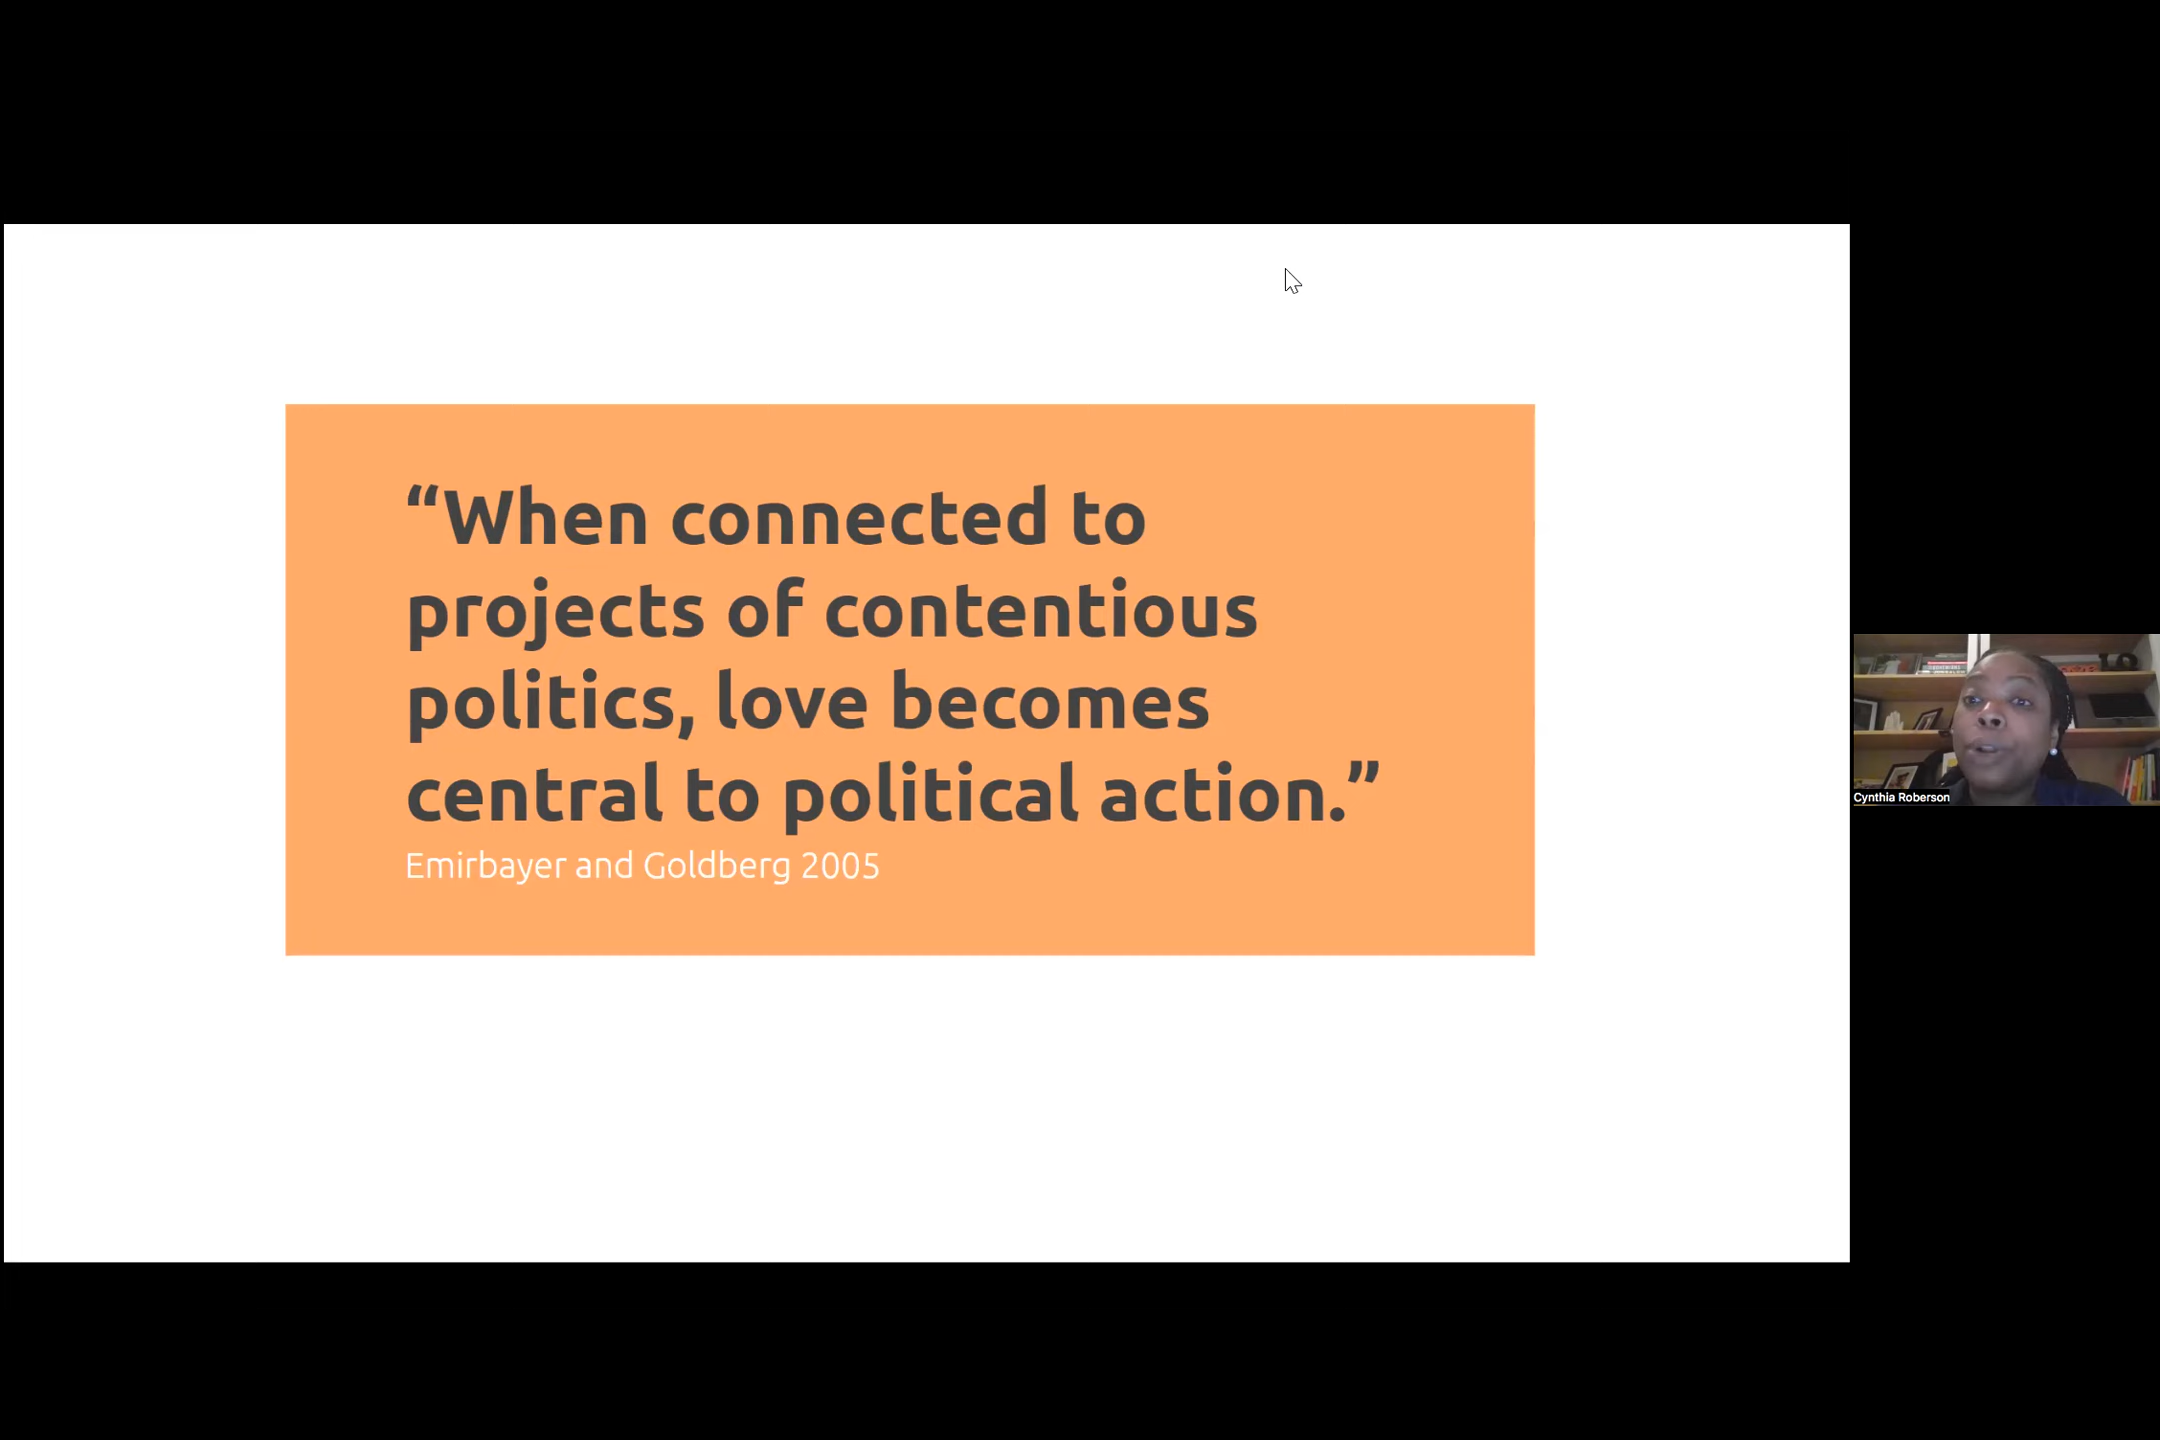 “When connected to
projects of contentious
politics, love becomes
central to political action.”
Emirbayer and Goldberg 2005
Cynthia Roberson